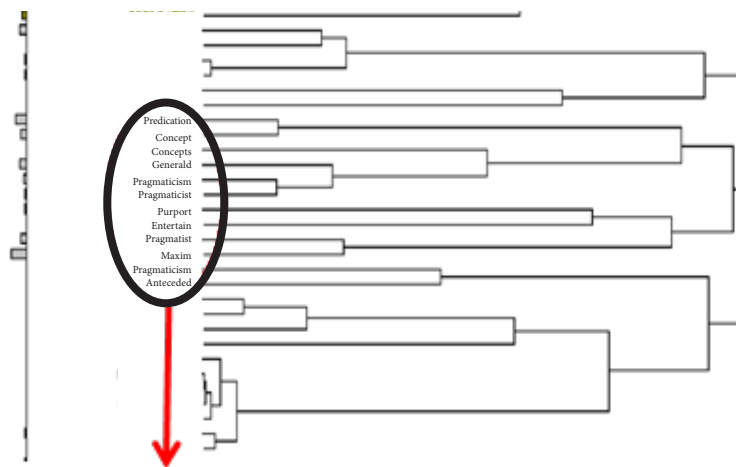 Predication
Concept
Concepts
Generald
Pragmaticism
Pragmaticist
Purport
Entertain
Pragmatist
Maxim
Pragmaticism
Anteceded